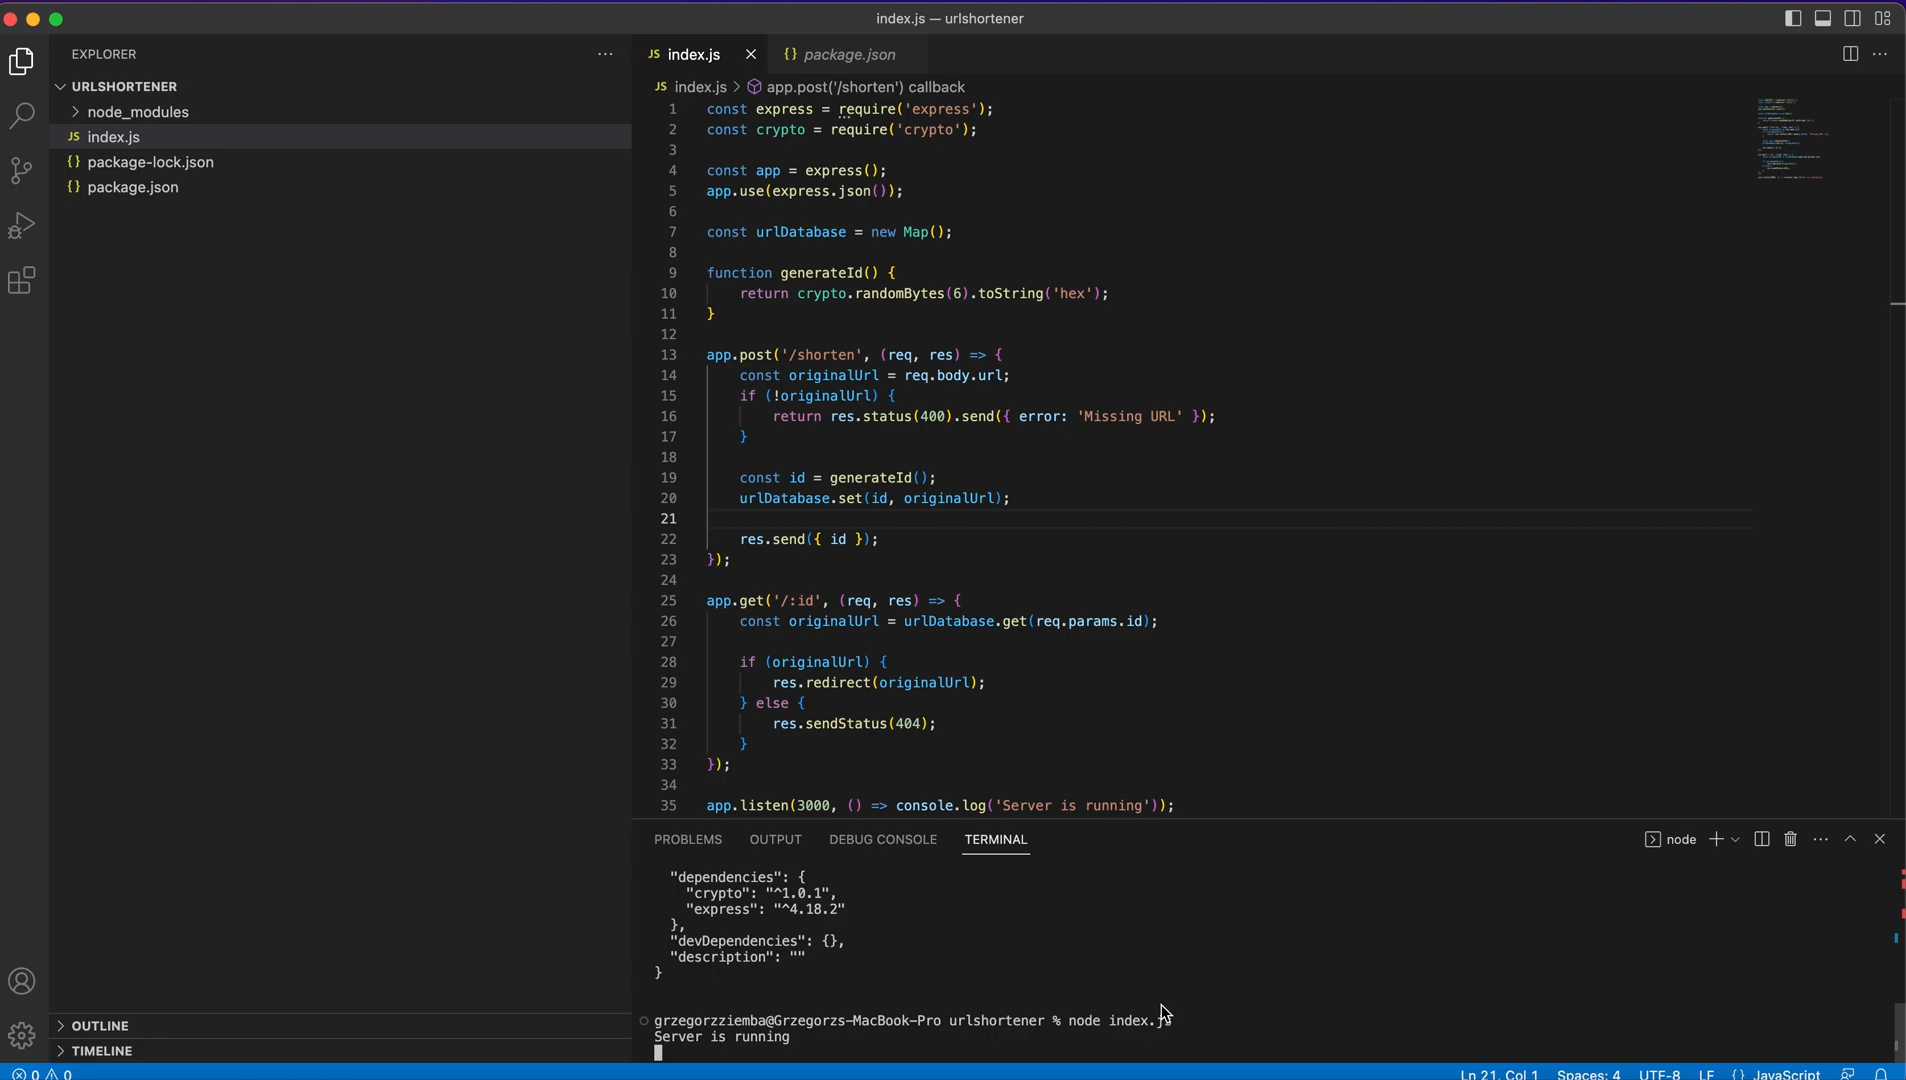 index.js — urlshortener
EXPLORER
URLSHORTENER
node_modules
JS index.js
{} package-lock.json
{} package.json
JS index.js
{} package.json
JS index.js > app.post('/shorten') callback
1 const express = require('express');
2 const crypto = require('crypto');
3
4 const app = express();
5 app.use(express.json());
6
7 const urlDatabase = new Map();
8
9 function generateId() {
10 return crypto.randomBytes(6).toString('hex');
11 }
12
13 app.post('/shorten', (req, res) => {
14 const originalUrl = req.body.url;
15 if (!originalUrl) {
16 return res.status(400).send({ error: 'Missing URL' });
17 }
18
19 const id = generateId();
20 urlDatabase.set(id, originalUrl);
21
22 res.send({ id });
23 });
24
25 app.get('/:id', (req, res) => {
26 const originalUrl = urlDatabase.get(req.params.id);
27
28 if (originalUrl) {
29 res.redirect(originalUrl);
30 } else {
31 res.sendStatus(404);
32 }
33 });
34
35 app.listen(3000, () => console.log('Server is running'));
PROBLEMS OUTPUT DEBUG CONSOLE TERMINAL
node
"dependencies": {
"crypto": "^1.0.1",
"express": "^4.18.2"
},
"devDependencies": {},
"description": ""
}
grzegorzziemba@Grzegorzs-MacBook-Pro urlshortener % node index.js
Server is running
OUTLINE
TIMELINE
0 0
Ln 21, Col 1 Spaces: 4 UTF-8 LF {} JavaScript